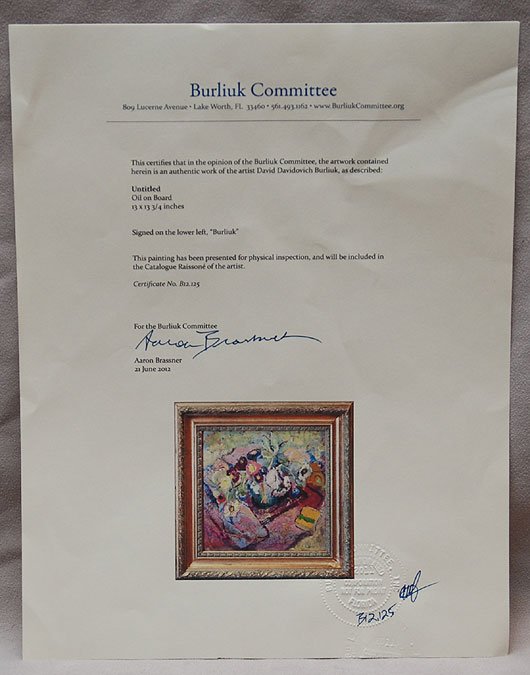 Burliuk Committee
809 Lucerne Avenue • Lake Worth, FL 33460 • 561.493.1162 • www.BurliukCommittee.org
This certifies that in the opinion of the Burliuk Committee, the artwork contained
herein is an authentic work of the artist David Davidovich Burliuk, as described:
Untitled
Oil on Board
13 x 13 3/4 inches
Signed on the lower left, "Burliuk"
This painting has been presented for physical inspection, and will be included in
the Catalogue Raissoné of the artist.
Certificate No. B12.125
For the Burliuk Committee
Aaron Brassner
Aaron Brassner
21 June 2012
FLORIDA
B12.125